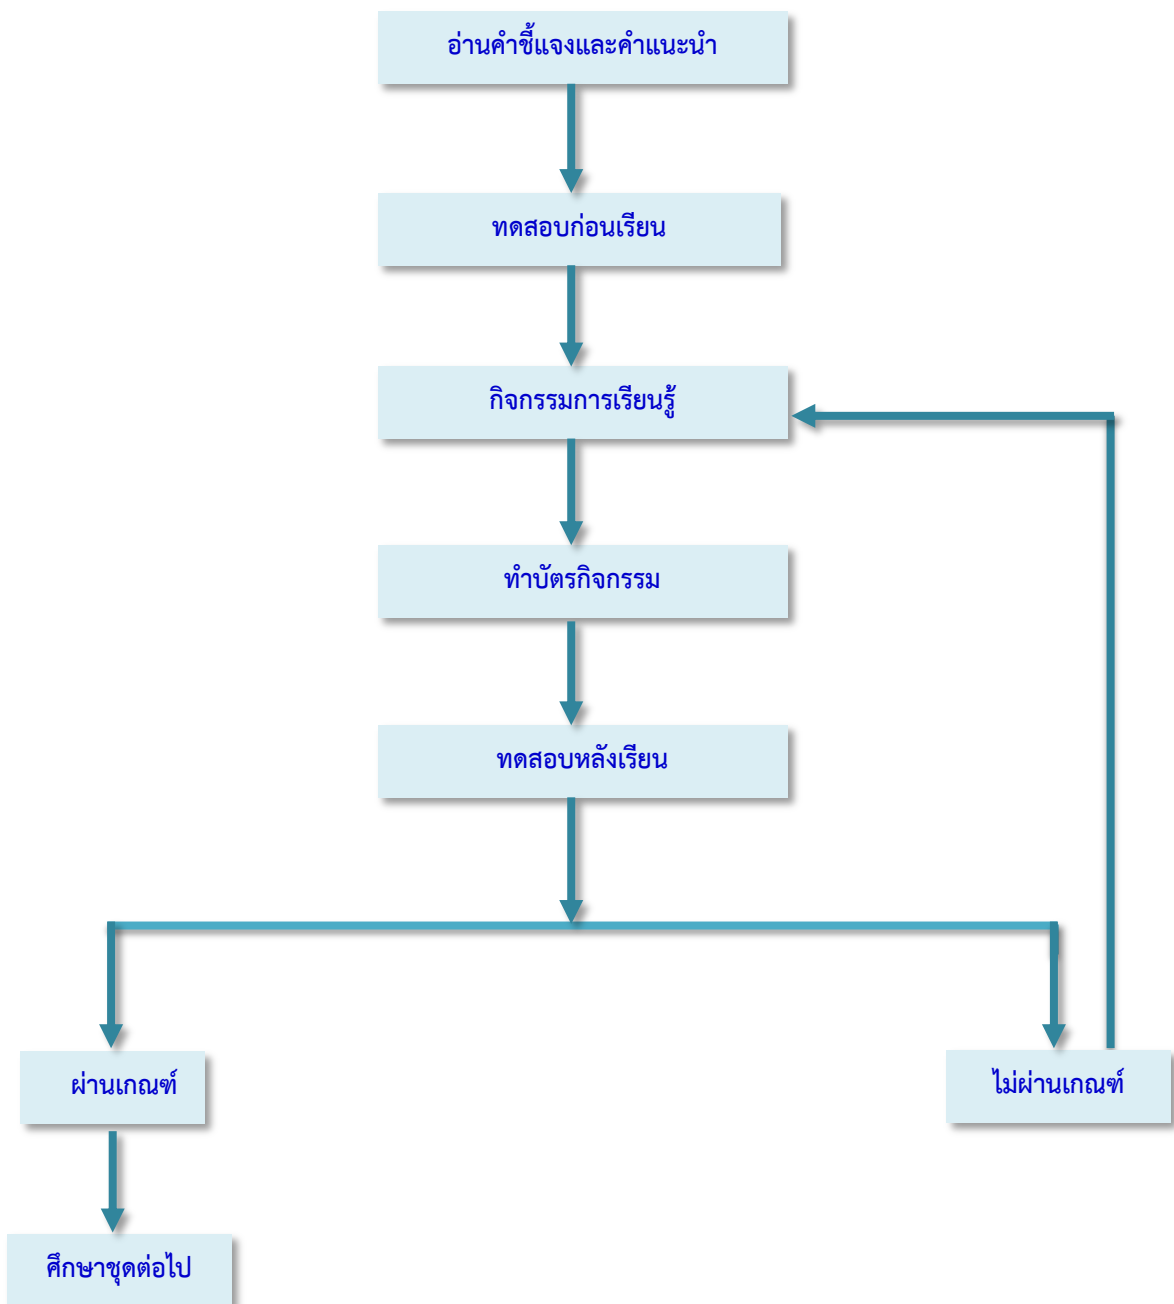 อ่านคำชี้แจงและคำแนะนำ
ทดสอบก่อนเรียน
กิจกรรมการเรียนรู้
ทำบัตรกิจกรรม
ทดสอบหลังเรียน
ผ่านเกณฑ์
ไม่ผ่านเกณฑ์
ศึกษาชุดต่อไป